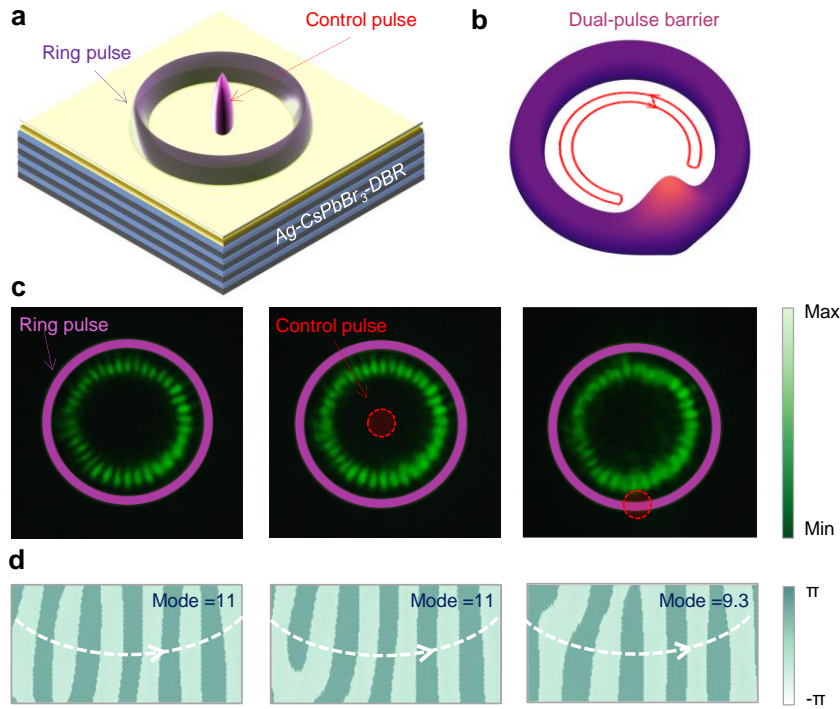 a
Control pulse
Ring pulse
Ag-CsPbBr₃-DBR
b
Dual-pulse barrier
c
Ring pulse
Control pulse
Max
Min
d
Mode =11
Mode =11
Mode =9.3
π
-π